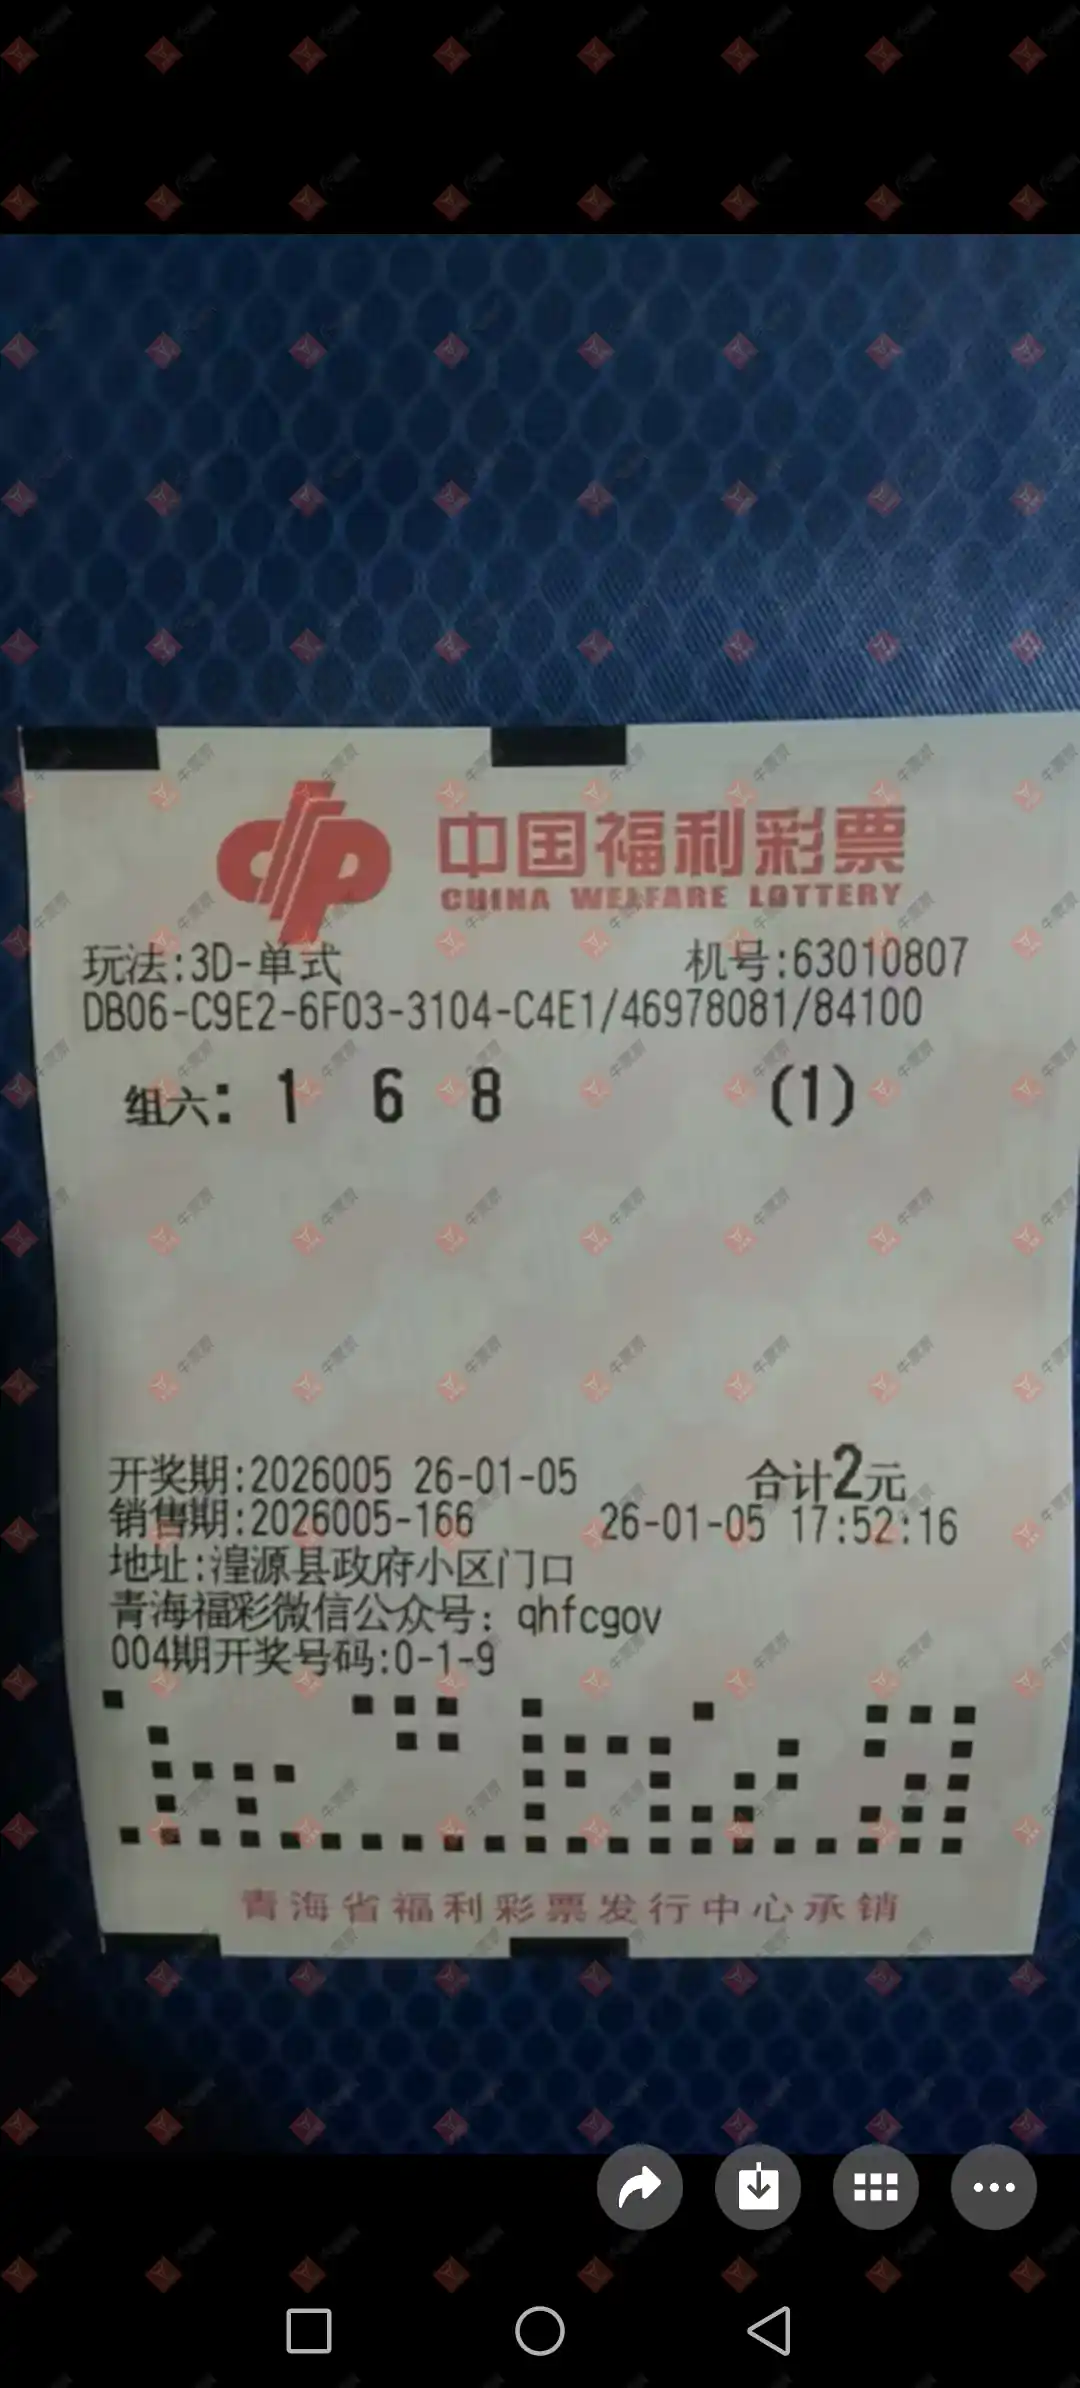 中国福利彩票
CHINA WELFARE LOTTERY
玩法:3D-单式 机号:63010807
DB06-C9E2-6F03-3104-C4E1/46978081/84100
组六: 1 6 8 (1)
开奖期:2026005 26-01-05 合计2元
销售期:2026005-166 26-01-05 17:52:16
地址:湟源县政府小区门口
青海福彩微信公众号: qhfcgov
004期开奖号码:0-1-9
青海省福利彩票发行中心承销